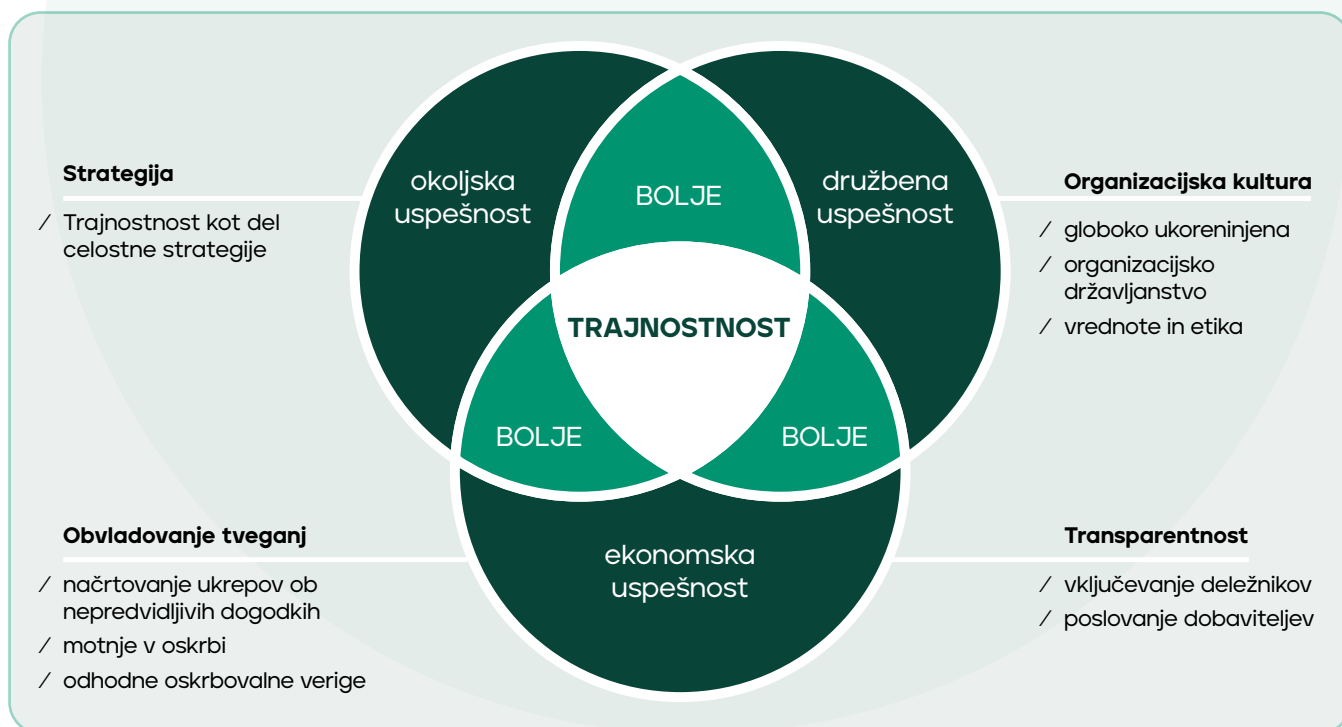 Strategija
/ Trajnostnost kot del
celostne strategije
okoljska
uspešnost
BOLJE
družbena
uspešnost
Organizacijska kultura
/ globoko ukoreninjena
/ organizacijsko
državljanstvo
/ vrednote in etika
TRAJNOSTNOST
BOLJE
BOLJE
Obvladovanje tveganj
/ načrtovanje ukrepov ob
nepredvidljivih dogodkih
/ motnje v oskrbi
/ odhodne oskrbovalne verige
ekonomska
uspešnost
Transparentnost
/ vključevanje deležnikov
/ poslovanje dobaviteljev